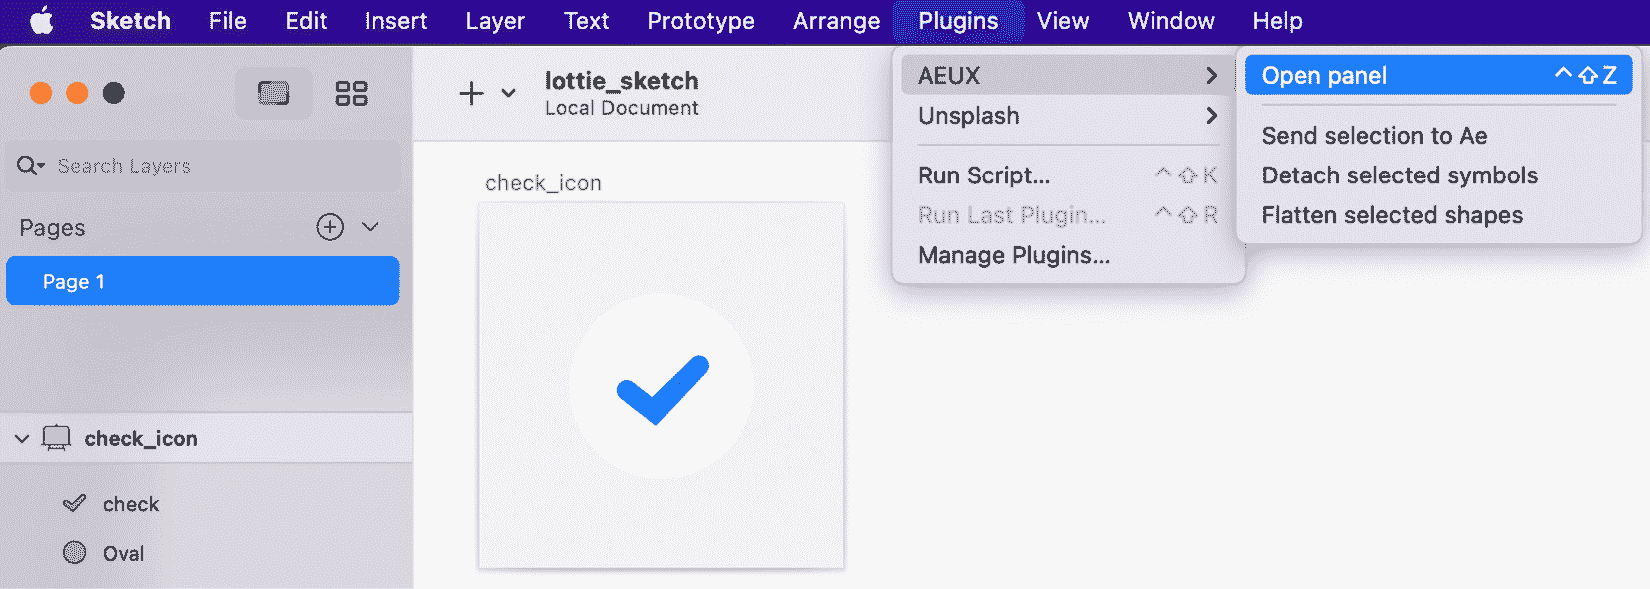 Sketch File Edit Insert Layer Text Prototype Arrange Plugins View Window Help
lottie_sketch
Local Document
Search Layers
Pages
Page 1
check_icon
check
Oval
check_icon
AEUX
Unsplash
Run Script... ^⇧K
Run Last Plugin... ^⇧R
Manage Plugins...
Open panel ^⇧Z
Send selection to Ae
Detach selected symbols
Flatten selected shapes